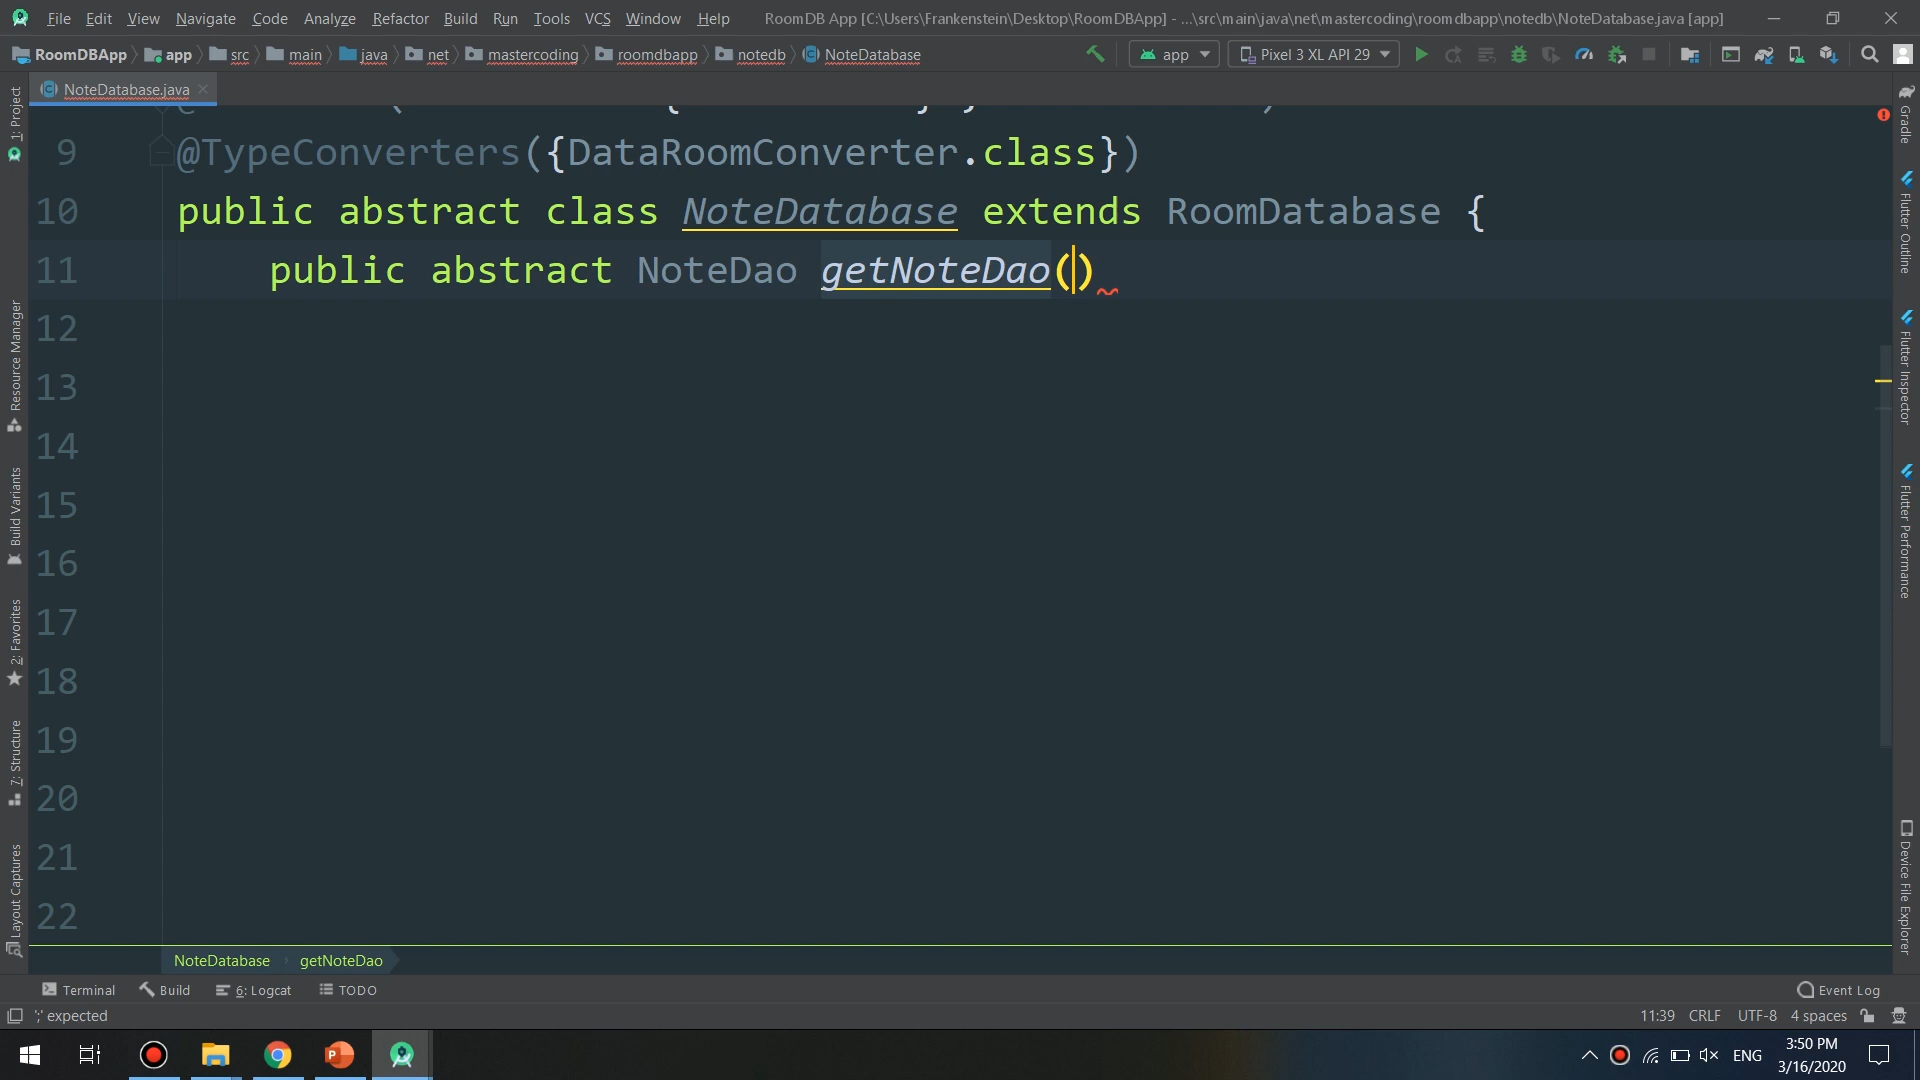 File Edit View Navigate Code Analyze Refactor Build Run Tools VCS Window Help RoomDB App [C:\Users\Frankenstein\Desktop\RoomDBApp] - ...\src\main\java\net\mastercoding\roomdbapp\notedb\NoteDatabase.java [app]
RoomDBApp app src main java net mastercoding roomdbapp notedb NoteDatabase app Pixel 3 XL API 29
NoteDatabase.java
9 @TypeConverters({DataRoomConverter.class})
10 public abstract class NoteDatabase extends RoomDatabase {
11 public abstract NoteDao getNoteDao()
12
13
14
15
16
17
18
19
20
21
22
1: Project
Resource Manager
Build Variants
2: Favorites
7: Structure
Layout Captures
Gradle
Flutter Outline
Flutter Inspector
Flutter Performance
Device File Explorer
NoteDatabase getNoteDao
Terminal Build 6: Logcat TODO Event Log
';' expected 11:39 CRLF UTF-8 4 spaces
ENG 3:50 PM
3/16/2020